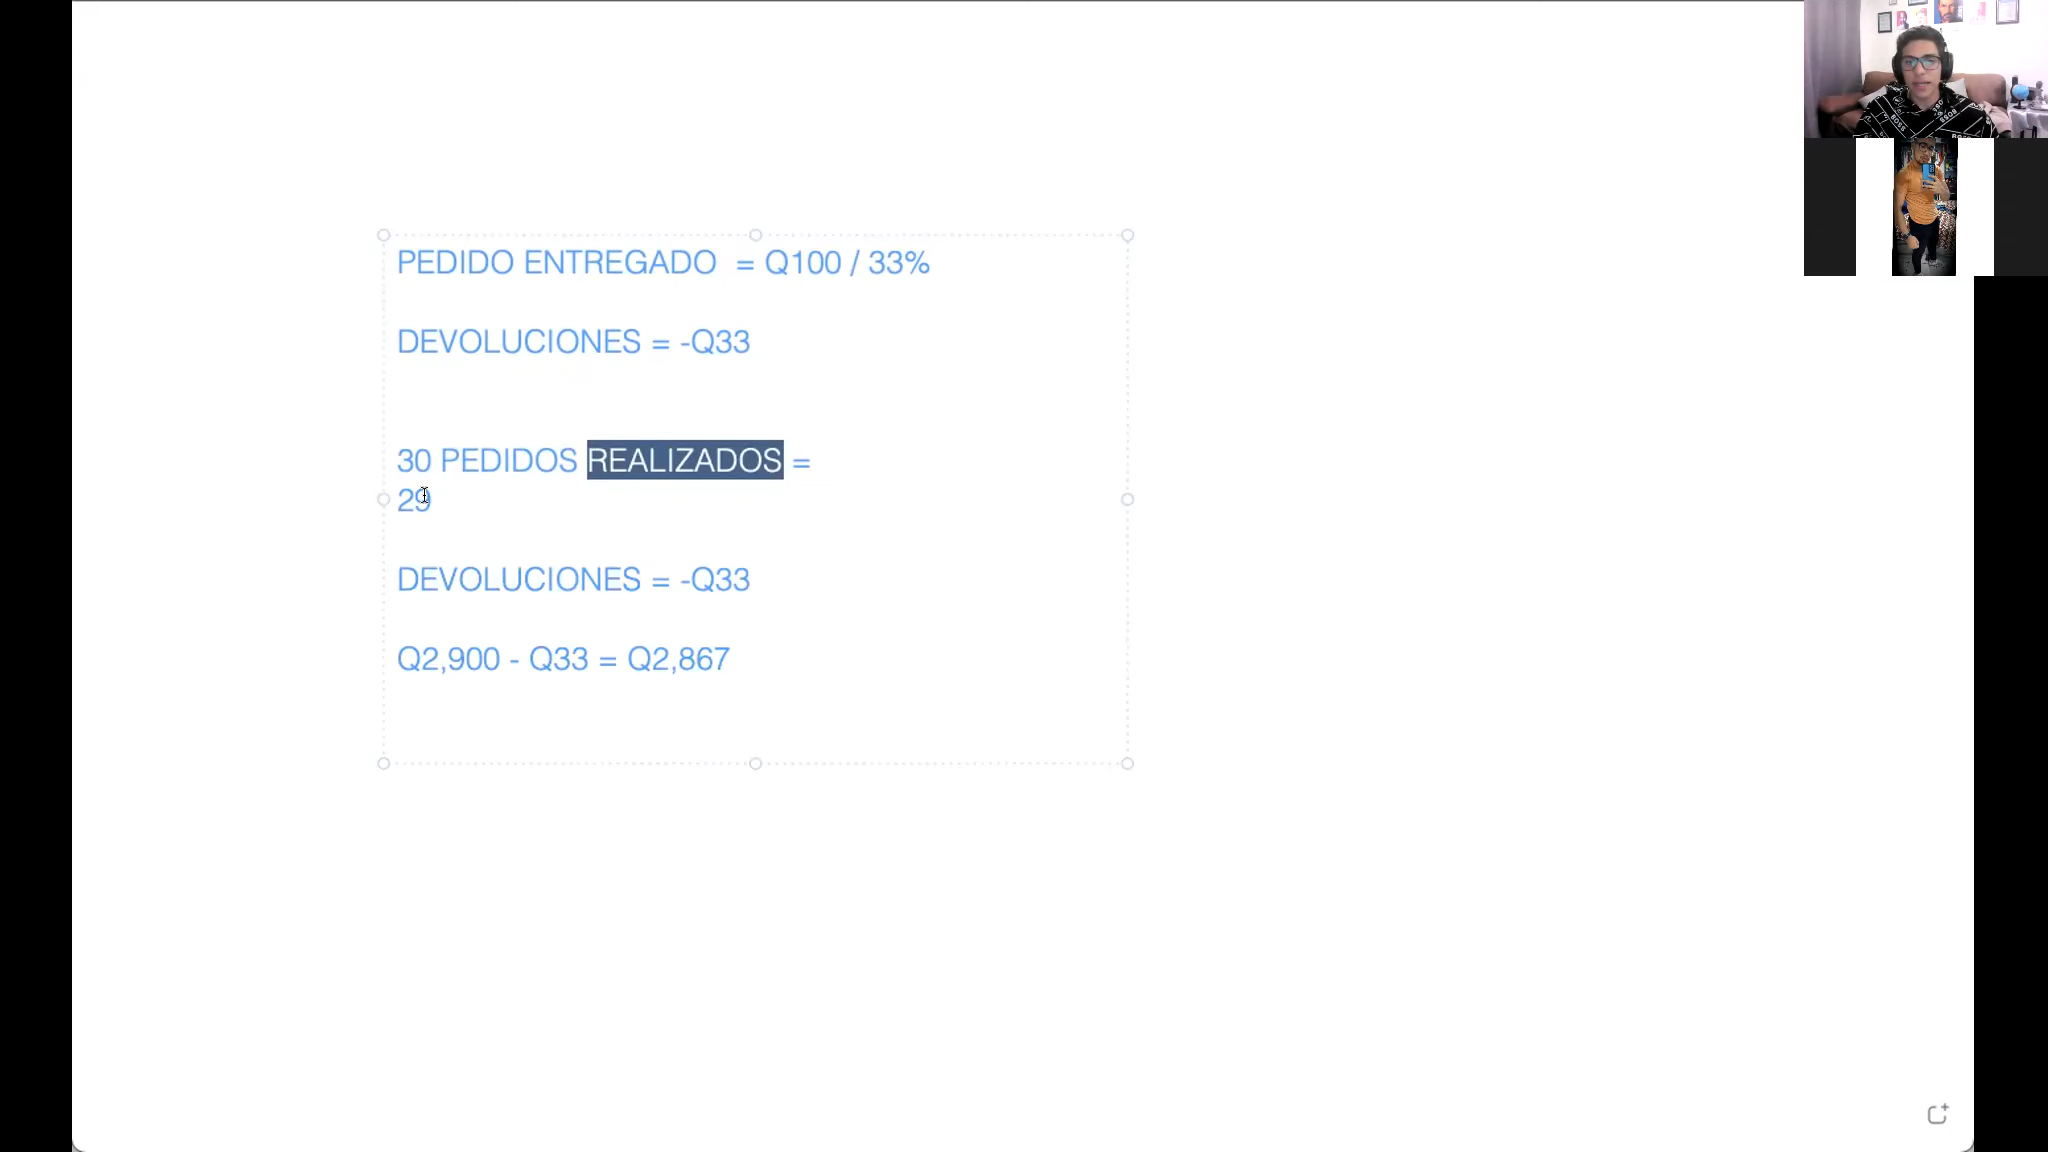 PEDIDO ENTREGADO = Q100 / 33%
DEVOLUCIONES = -Q33
30 PEDIDOS REALIZADOS =
29
DEVOLUCIONES = -Q33
Q2,900 - Q33 = Q2,867